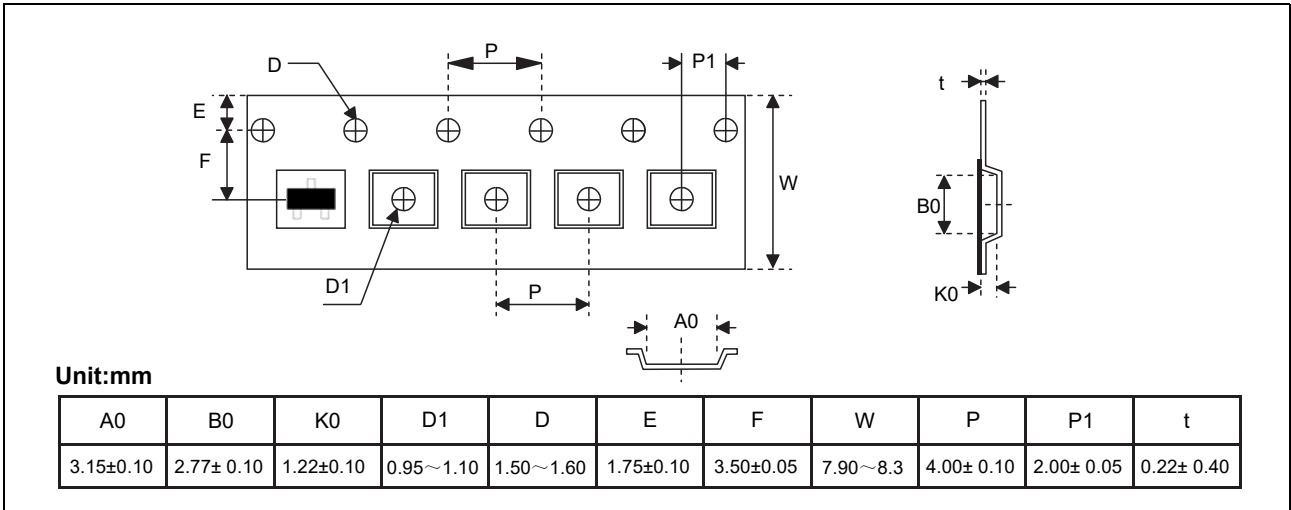 P
P1
D
t
E
F
W
B0
D1
P
K0
A0
Unit:mm
A0 B0 K0 D1 D E F W P P1 t
3.15±0.10 2.77± 0.10 1.22±0.10 0.95～1.10 1.50～1.60 1.75±0.10 3.50±0.05 7.90～8.3 4.00± 0.10 2.00± 0.05 0.22± 0.40